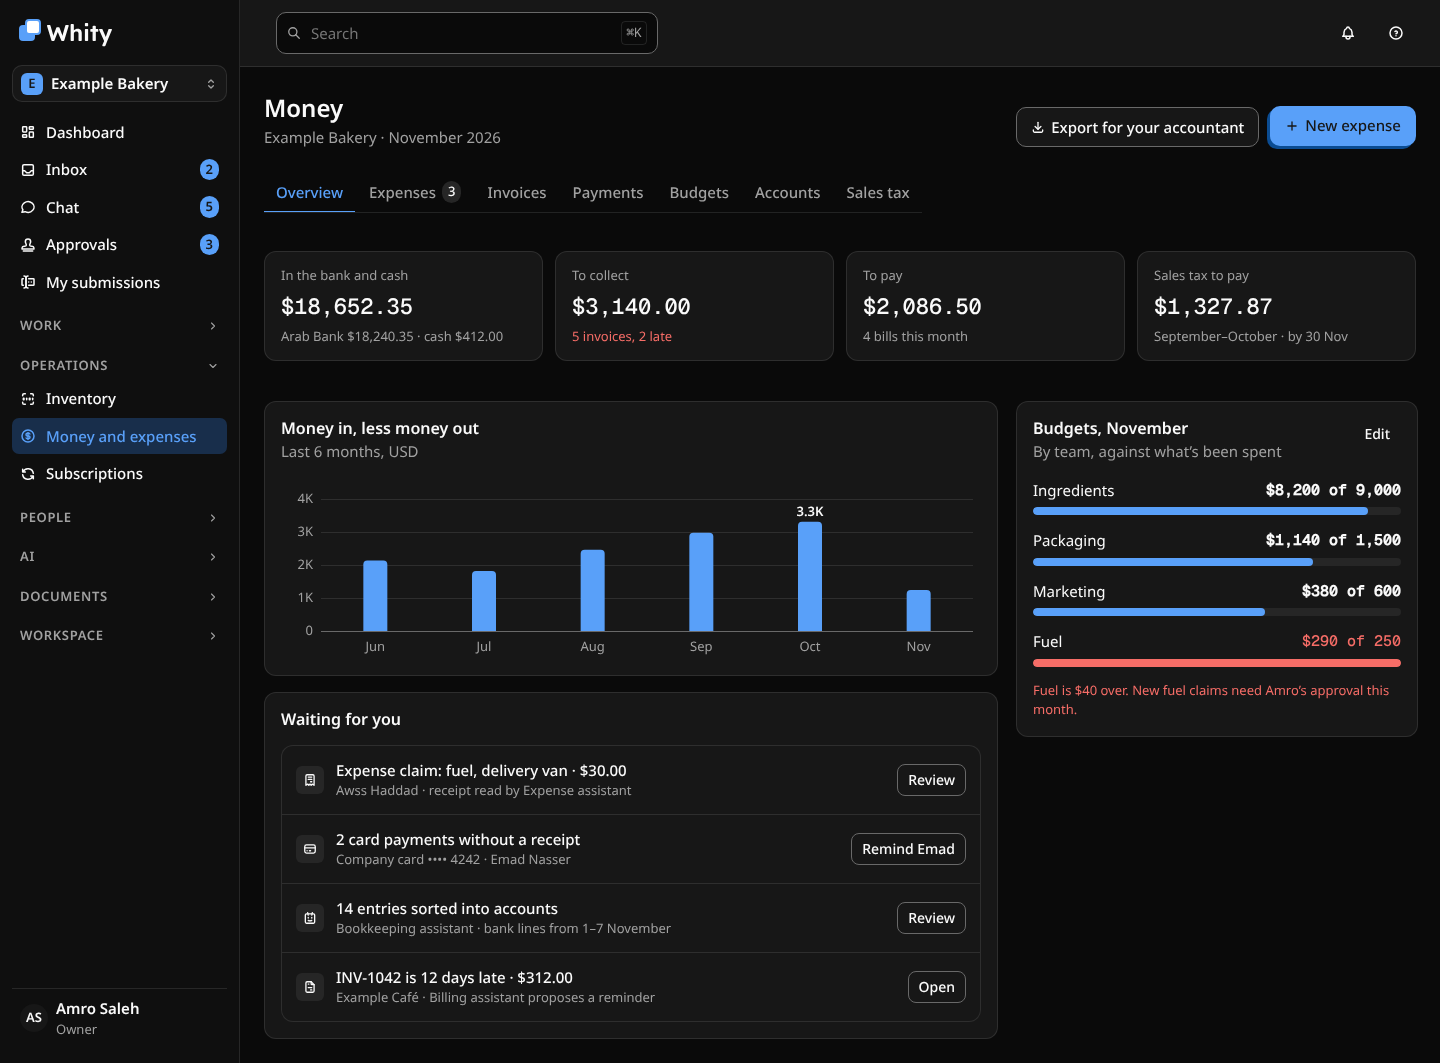 Whity
Search
⌘K
E
Example Bakery
Dashboard
Inbox
2
Chat
5
Approvals
3
My submissions
WORK
OPERATIONS
Inventory
Money and expenses
Subscriptions
PEOPLE
AI
DOCUMENTS
WORKSPACE
AS
Amro Saleh
Owner
Money
Example Bakery · November 2026
Export for your accountant
+ New expense
Overview
Expenses 3
Invoices
Payments
Budgets
Accounts
Sales tax
In the bank and cash
$18,652.35
Arab Bank $18,240.35 · cash $412.00
To collect
$3,140.00
5 invoices, 2 late
To pay
$2,086.50
4 bills this month
Sales tax to pay
$1,327.87
September–October · by 30 Nov
Money in, less money out
Last 6 months, USD
4K
3K
2K
1K
0
3.3K
Jun
Jul
Aug
Sep
Oct
Nov
Budgets, November
Edit
By team, against what’s been spent
Ingredients
$8,200 of 9,000
Packaging
$1,140 of 1,500
Marketing
$380 of 600
Fuel
$290 of 250
Fuel is $40 over. New fuel claims need Amro’s approval this
month.
Waiting for you
Expense claim: fuel, delivery van · $30.00
Awss Haddad · receipt read by Expense assistant
Review
2 card payments without a receipt
Company card •••• 4242 · Emad Nasser
Remind Emad
14 entries sorted into accounts
Bookkeeping assistant · bank lines from 1–7 November
Review
INV-1042 is 12 days late · $312.00
Example Café · Billing assistant proposes a reminder
Open